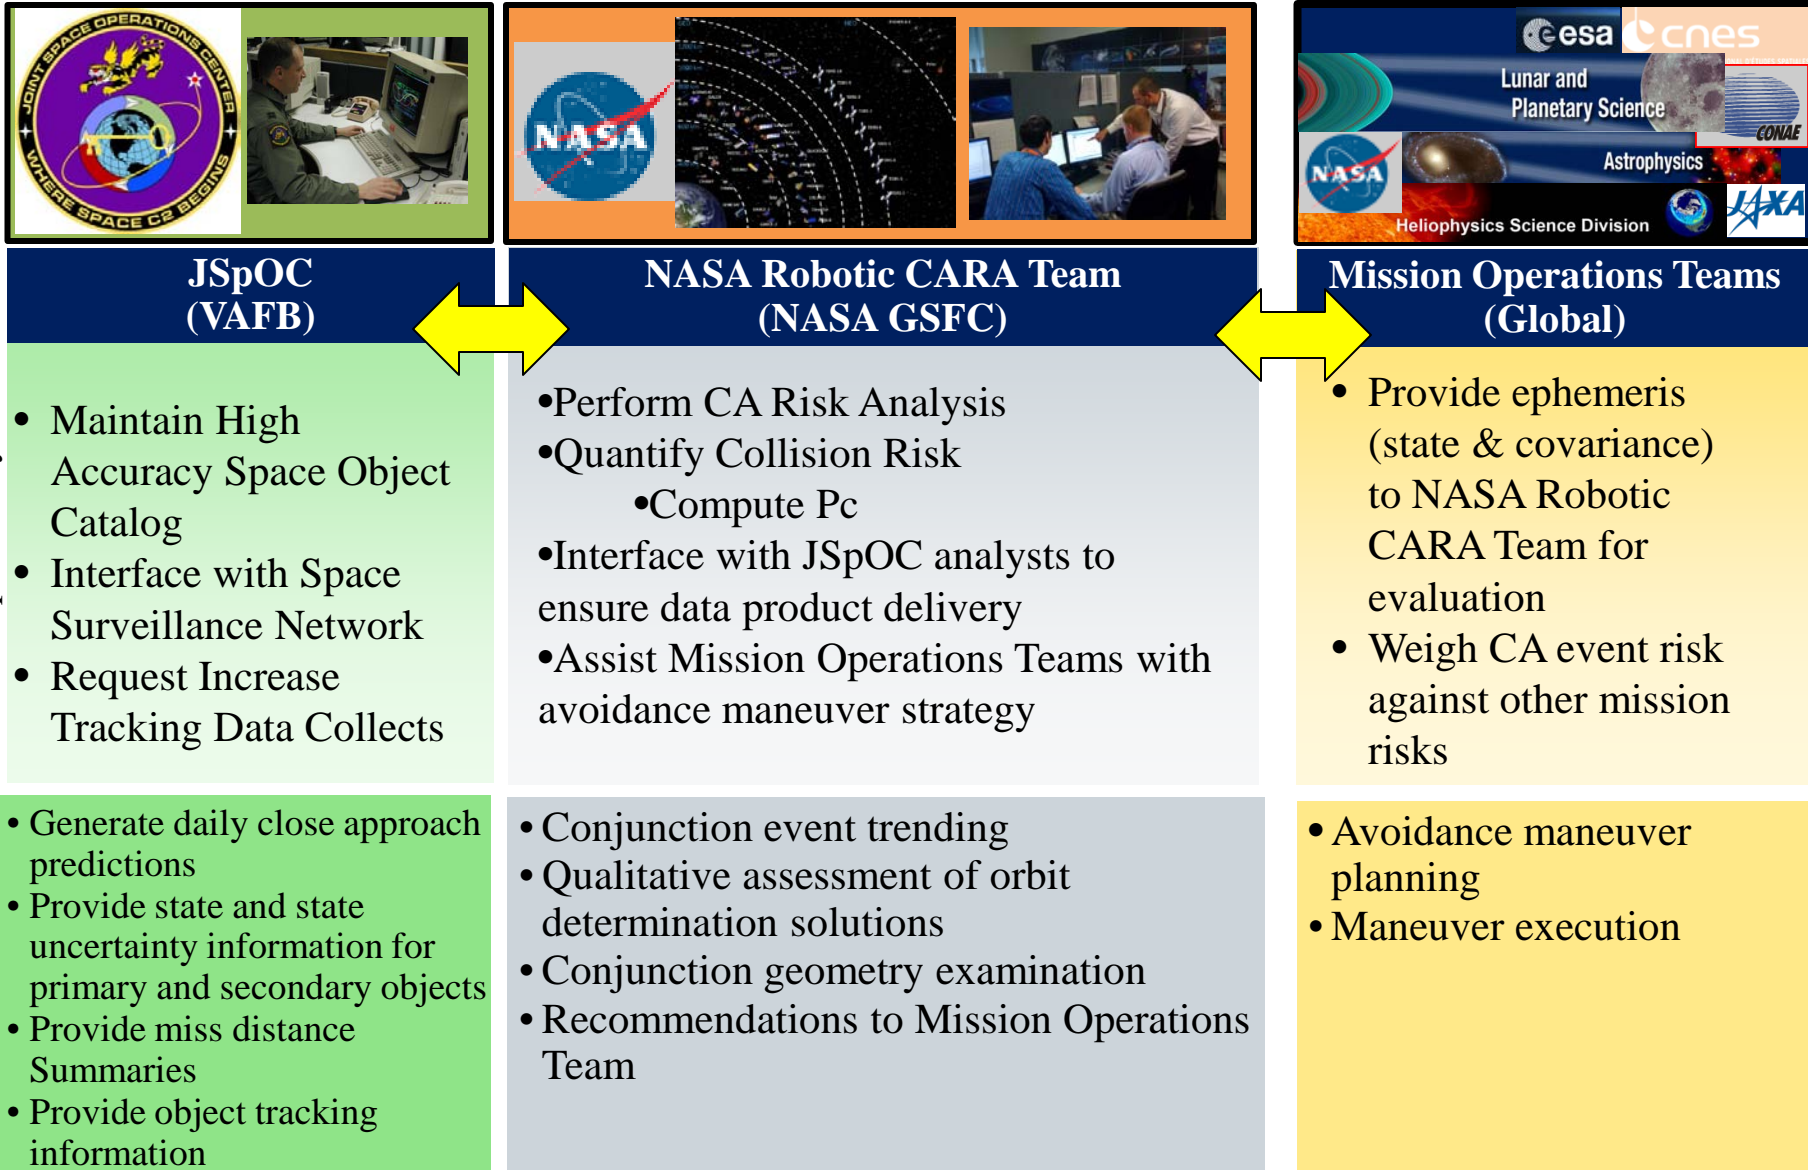 JOINT SPACE OPERATIONS CENTER
WHERE SPACE C2 BEGINS
NASA
esa
cnes
Lunar and
Planetary Science
CONAE
NASA
Astrophysics
JAXA
Heliophysics Science Division
JSpOC
(VAFB)
• Maintain High
Accuracy Space Object
Catalog
• Interface with Space
Surveillance Network
• Request Increase
Tracking Data Collects
• Generate daily close approach
predictions
• Provide state and state
uncertainty information for
primary and secondary objects
• Provide miss distance
Summaries
• Provide object tracking
information
NASA Robotic CARA Team
(NASA GSFC)
•Perform CA Risk Analysis
•Quantify Collision Risk
•Compute Pc
•Interface with JSpOC analysts to
ensure data product delivery
•Assist Mission Operations Teams with
avoidance maneuver strategy
• Conjunction event trending
• Qualitative assessment of orbit
determination solutions
• Conjunction geometry examination
• Recommendations to Mission Operations
Team
Mission Operations Teams
(Global)
• Provide ephemeris
(state & covariance)
to NASA Robotic
CARA Team for
evaluation
• Weigh CA event risk
against other mission
risks
• Avoidance maneuver
planning
• Maneuver execution